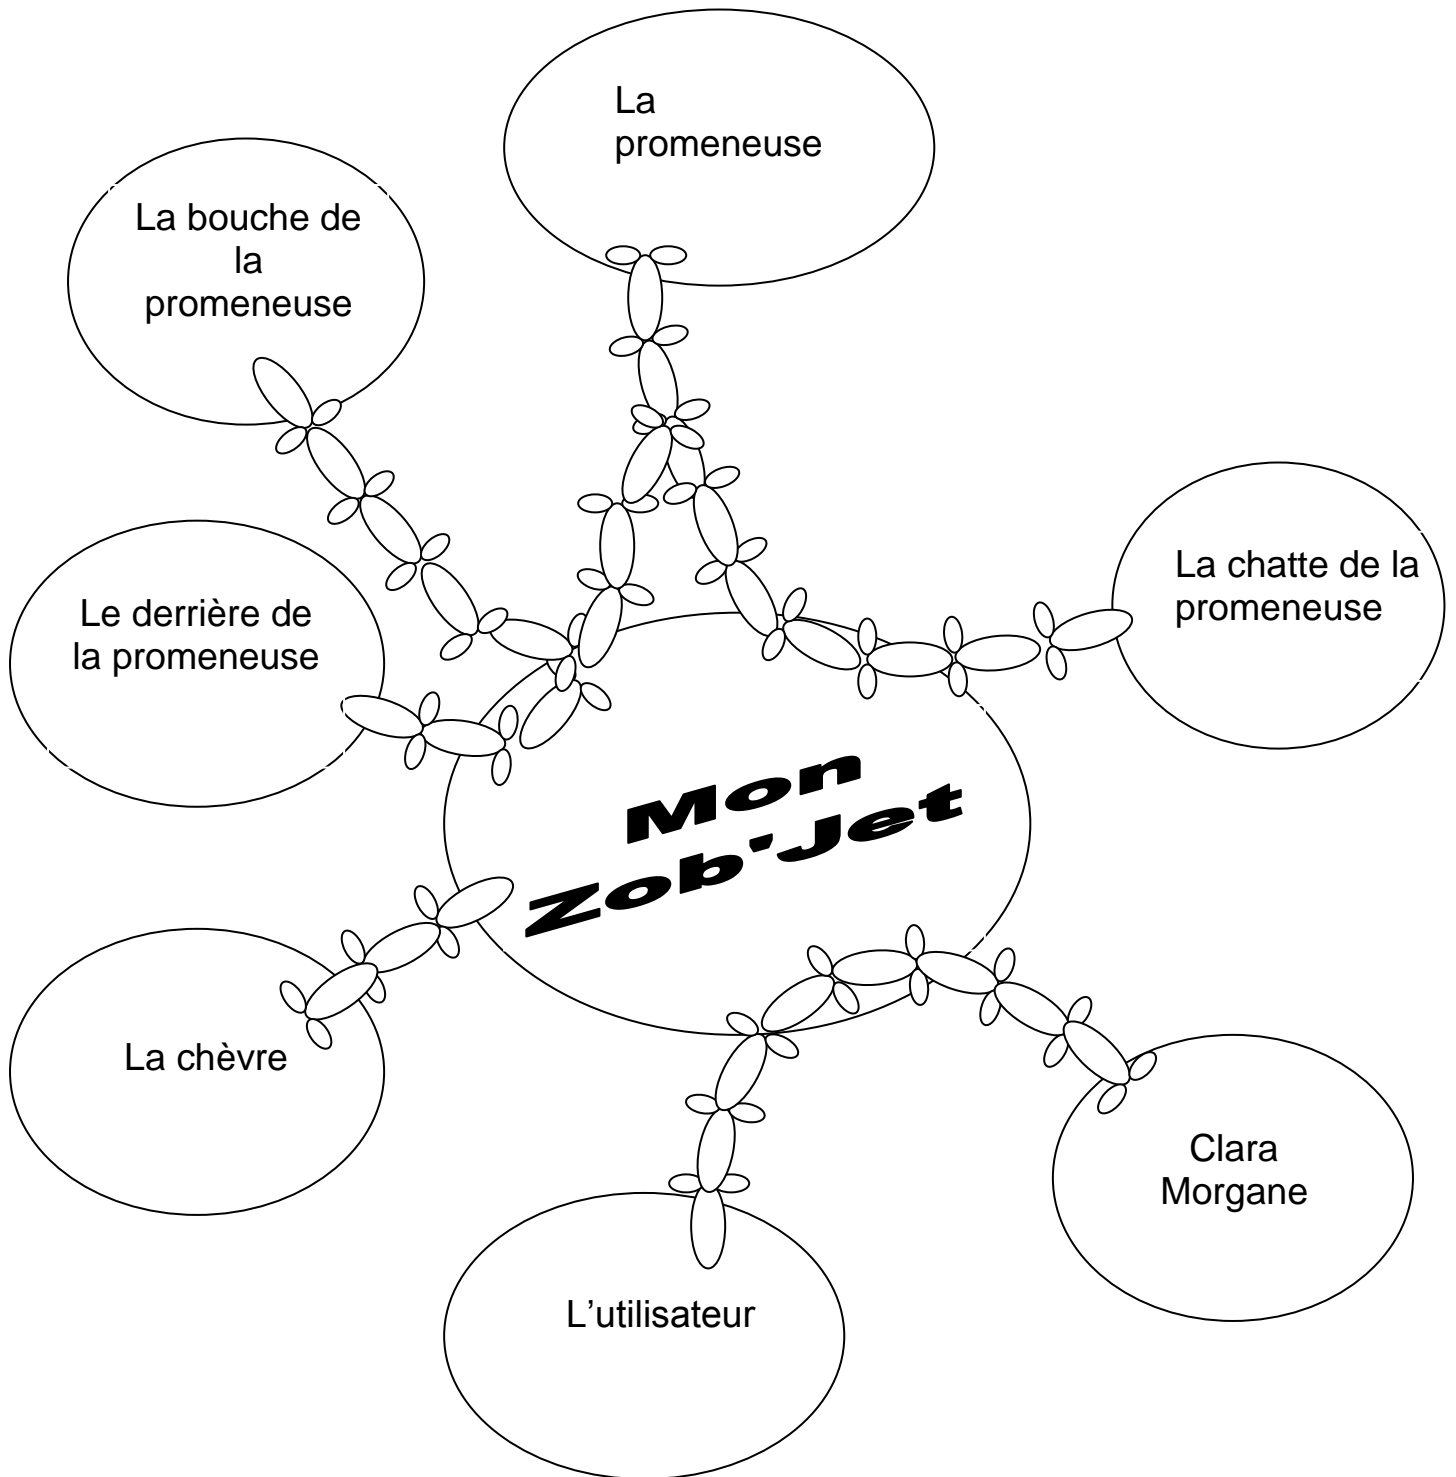 La
promeneuse
La bouche de
la
promeneuse
La chatte de la
promeneuse
Le derrière de
la promeneuse
Mon
Zob'Jet
La chèvre
Clara
Morgane
L’utilisateur